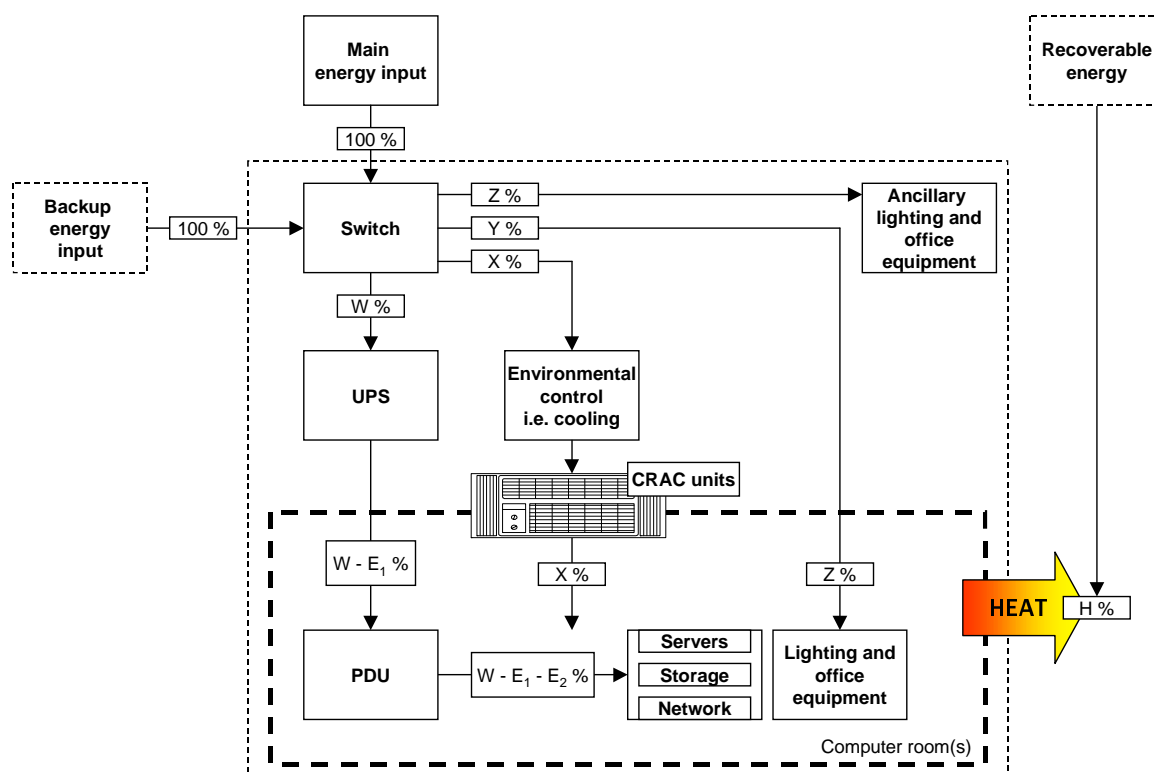 Main
energy input
Recoverable
energy
100 %
Backup
energy
input
100 %
Switch
Z %
Y %
X %
Ancillary
lighting and
office
equipment
W %
UPS
Environmental
control
i.e. cooling
CRAC units
W - E1 %
X %
Z %
HEAT
H %
PDU
W - E1 - E2 %
Servers
Storage
Network
Lighting and
office
equipment
Computer room(s)